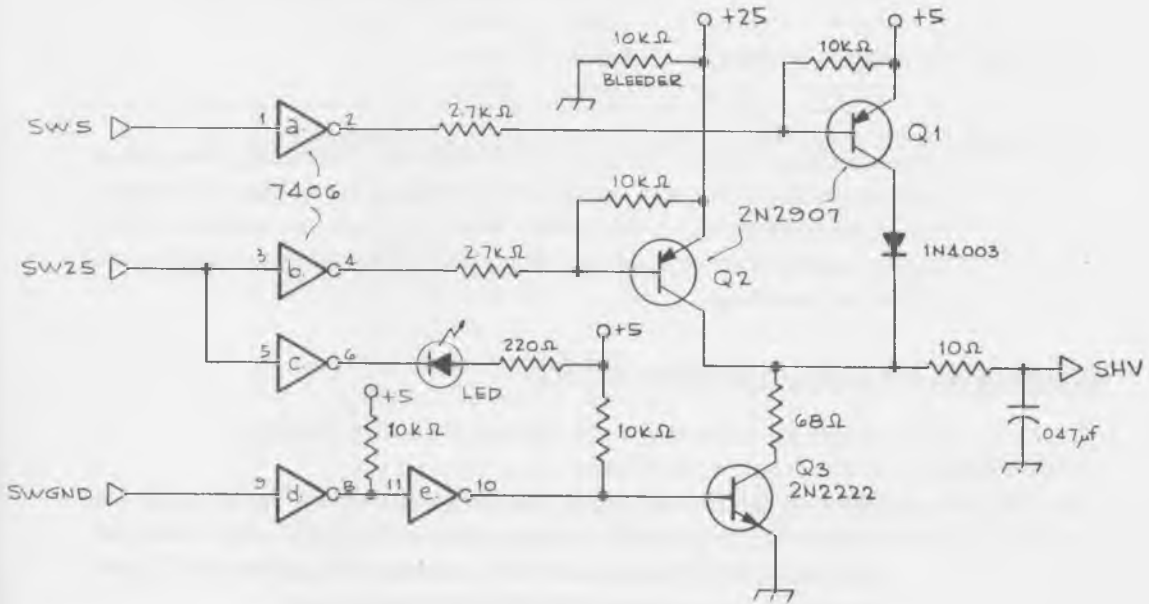 +25
+5
10KΩ
BLEEDER
10KΩ
SW5
1
a.
2
2.7KΩ
Q1
7406
10KΩ
2N2907
SW25
3
b.
4
2.7KΩ
Q2
1N4003
5
c.
6
LED
220Ω
+5
10Ω
SHV
+5
10KΩ
10KΩ
68Ω
.047µf
SWGND
9
d.
8
11
e.
10
Q3
2N2222